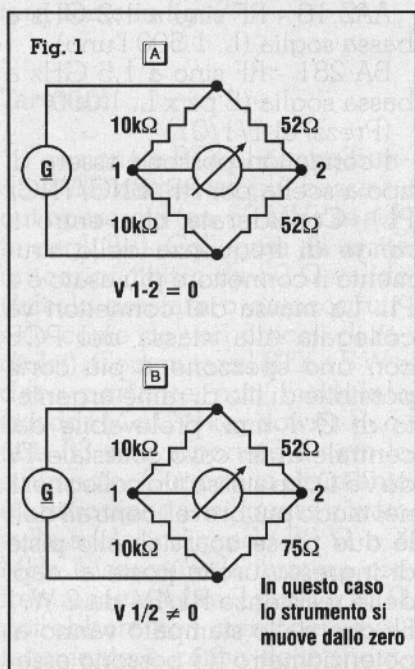 Fig. 1
A
10kΩ
52Ω
G
1
2
10kΩ
52Ω
V 1-2 = 0
B
10kΩ
52Ω
G
1
2
10kΩ
75Ω
V 1/2 ≠ 0
In questo caso
lo strumento si
muove dallo zero